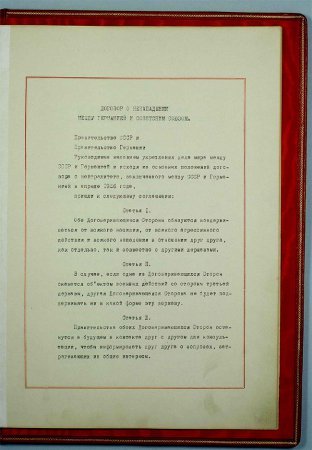 ДОГОВОР О НЕНАПАДЕНИИ
МЕЖДУ ГЕРМАНИЕЙ И СОВЕТСКИМ СОЮЗОМ.
Правительство СССР и
Правительство Германии
Руководимые желанием укрепления дела мира между
СССР и Германией и исходя из основных положений догово-
ра о нейтралитете, заключенного между СССР и Герма-
нией в апреле 1926 года,
пришли к следующему соглашению:
Статья I.
Обе Договаривающиеся Стороны обязуются воздержи-
ваться от всякого насилия, от всякого агрессивного
действия и всякого нападения в отношении друг друга,
как отдельно, так и совместно с другими державами.
Статья II.
В случае, если одна из Договаривающихся Сторон
окажется об'ектом военных действий со стороны третьей
державы, другая Договаривающаяся Сторона не будет под-
держивать ни в какой форме эту державу.
Статья III.
Правительства обоих Договаривающихся Сторон оста-
нутся в будущем в контакте друг с другом для консуль-
тации, чтобы информировать друг друга о вопросах, зат-
рагивающих их общие интересы.